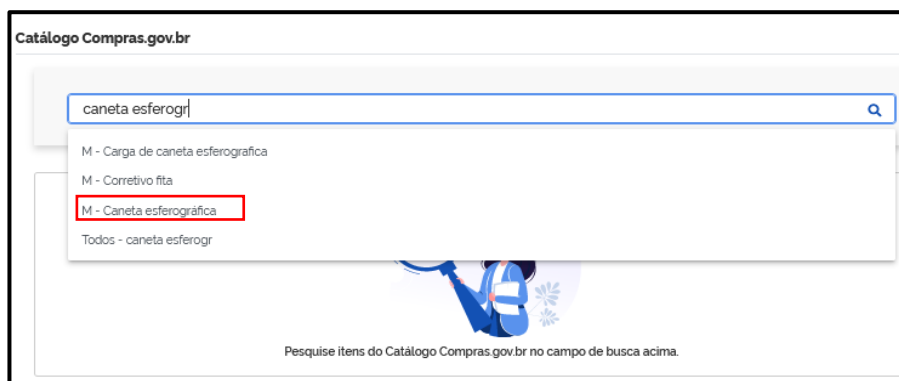 Catálogo Compras.gov.br
caneta esferogr
M - Carga de caneta esferografica
M - Corretivo fita
M - Caneta esferográfica
Todos - caneta esferogr
Pesquise itens do Catálogo Compras.gov.br no campo de busca acima.